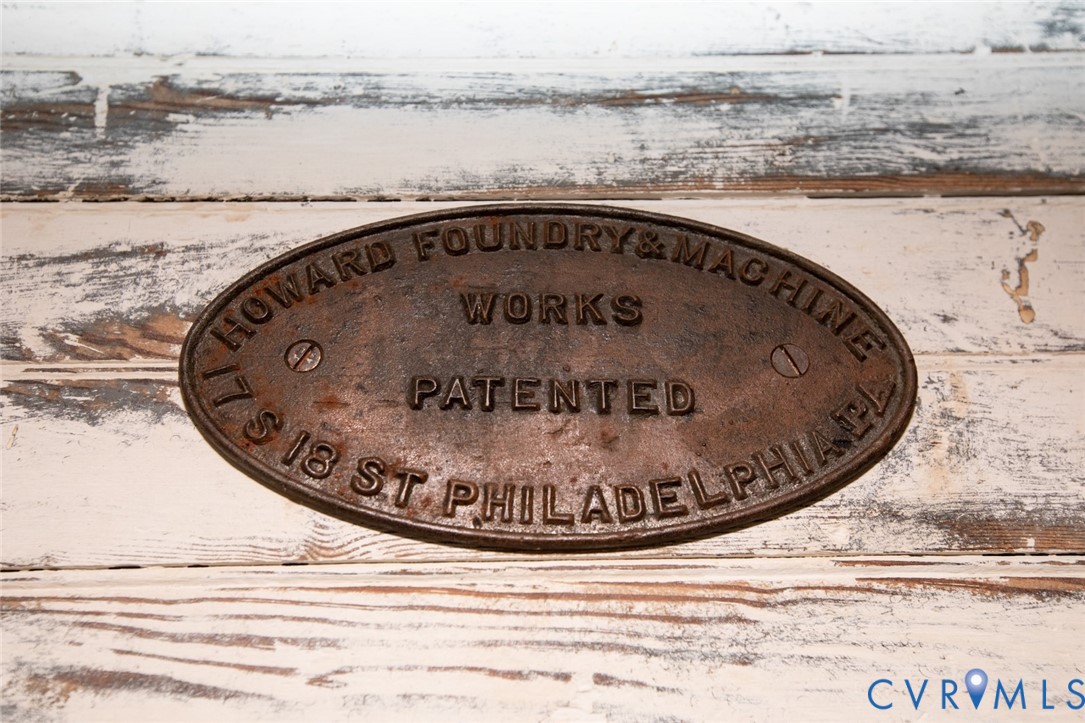 HOWARD FOUNDRY & MACHINE
WORKS
PATENTED
17 S 18 ST PHILADELPHIA PA
CVRMLS